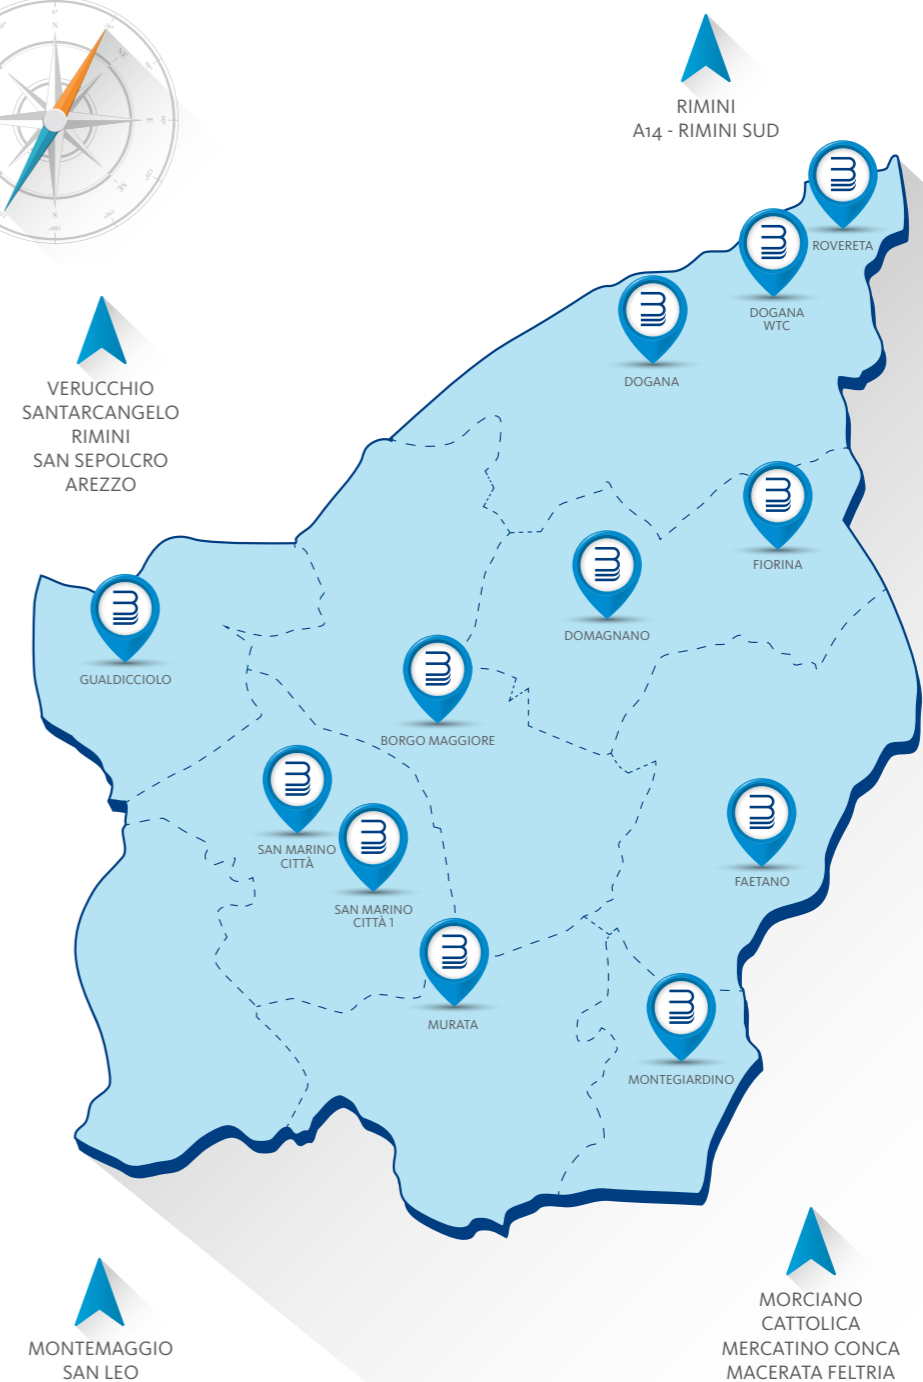 RIMINI
A14 - RIMINI SUD
ROVERETA
DOGANA
WTC
DOGANA
VERUCCHIO
SANTARCANGELO
RIMINI
SAN SEPOLCRO
AREZZO
FIORINA
DOMAGNANO
GUALDICCIOLO
BORGO MAGGIORE
SAN MARINO
CITTÀ
FAETANO
SAN MARINO
CITTÀ 1
MURATA
MONTEGIARDINO
MONTEMAGGIO
SAN LEO
MORCIANO
CATTOLICA
MERCATINO CONCA
MACERATA FELTRIA